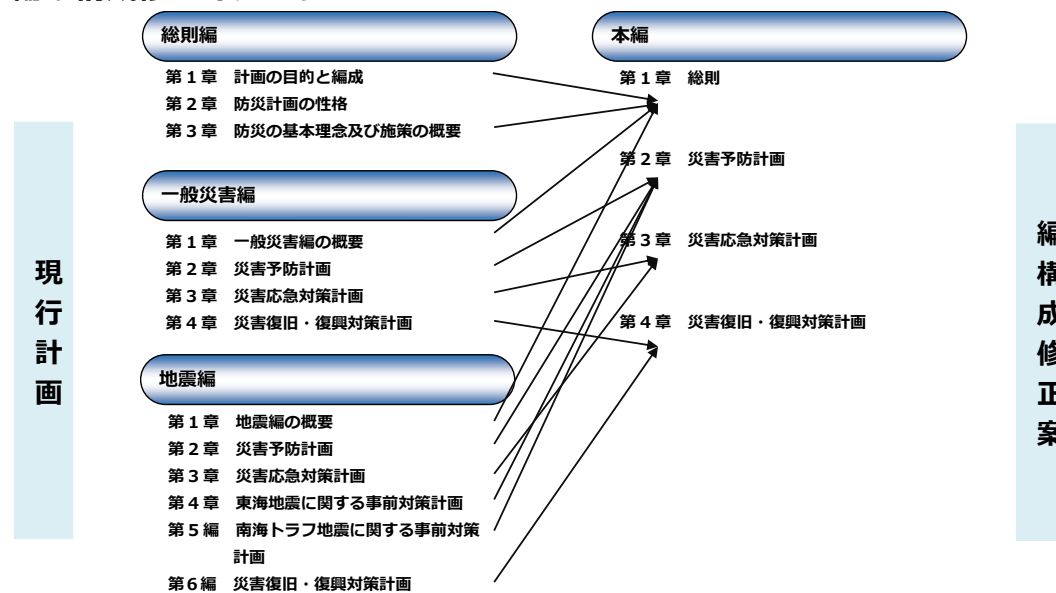 総則編
第1章 計画の目的と編成
第2章 防災計画の性格
第3章 防災の基本理念及び施策の概要
一般災害編
第1章 一般災害編の概要
第2章 災害予防計画
第3章 災害応急対策計画
第4章 災害復旧・復興対策計画
地震編
第1章 地震編の概要
第2章 災害予防計画
第3章 災害応急対策計画
第4章 東海地震に関する事前対策計画
第5編 南海トラフ地震に関する事前対策
計画
第6編 災害復旧・復興対策計画
現行計画
本編
第1章 総則
第2章 災害予防計画
第3章 災害応急対策計画
第4章 災害復旧・復興対策計画
編構成修正案